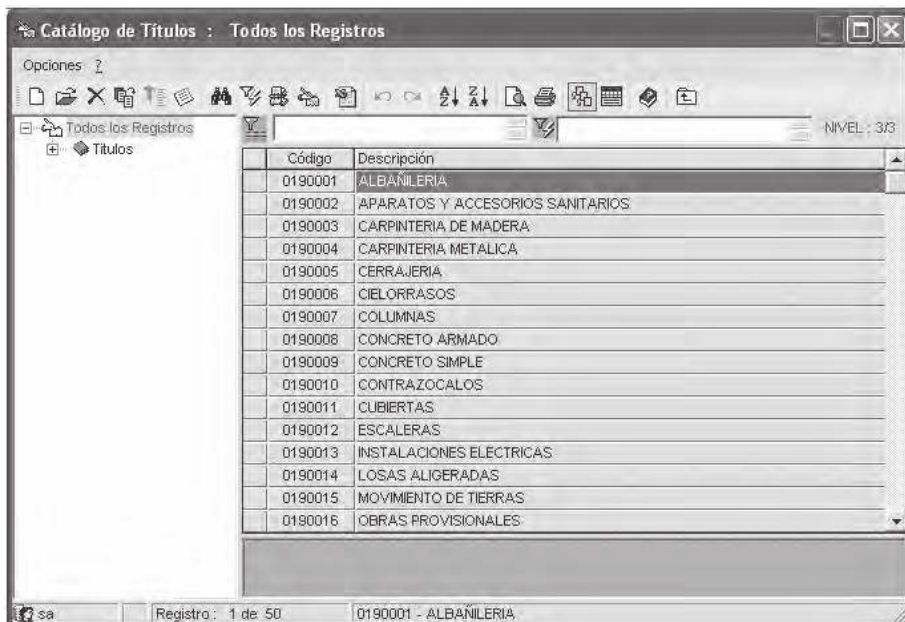 Catálogo de Títulos : Todos los Registros
Opciones ?
Todos los Registros
Títulos
NIVEL : 3/3
Código Descripción
0190001 ALBAÑILERIA
0190002 APARATOS Y ACCESORIOS SANITARIOS
0190003 CARPINTERIA DE MADERA
0190004 CARPINTERIA METALICA
0190005 CERRAJERIA
0190006 CIELORRASOS
0190007 COLUMNAS
0190008 CONCRETO ARMADO
0190009 CONCRETO SIMPLE
0190010 CONTRAZOCALOS
0190011 CUBIERTAS
0190012 ESCALERAS
0190013 INSTALACIONES ELECTRICAS
0190014 LOSAS ALIGERADAS
0190015 MOVIMIENTO DE TIERRAS
0190016 OBRAS PROVISIONALES
sa Registro : 1 de 50 0190001 - ALBAÑILERIA